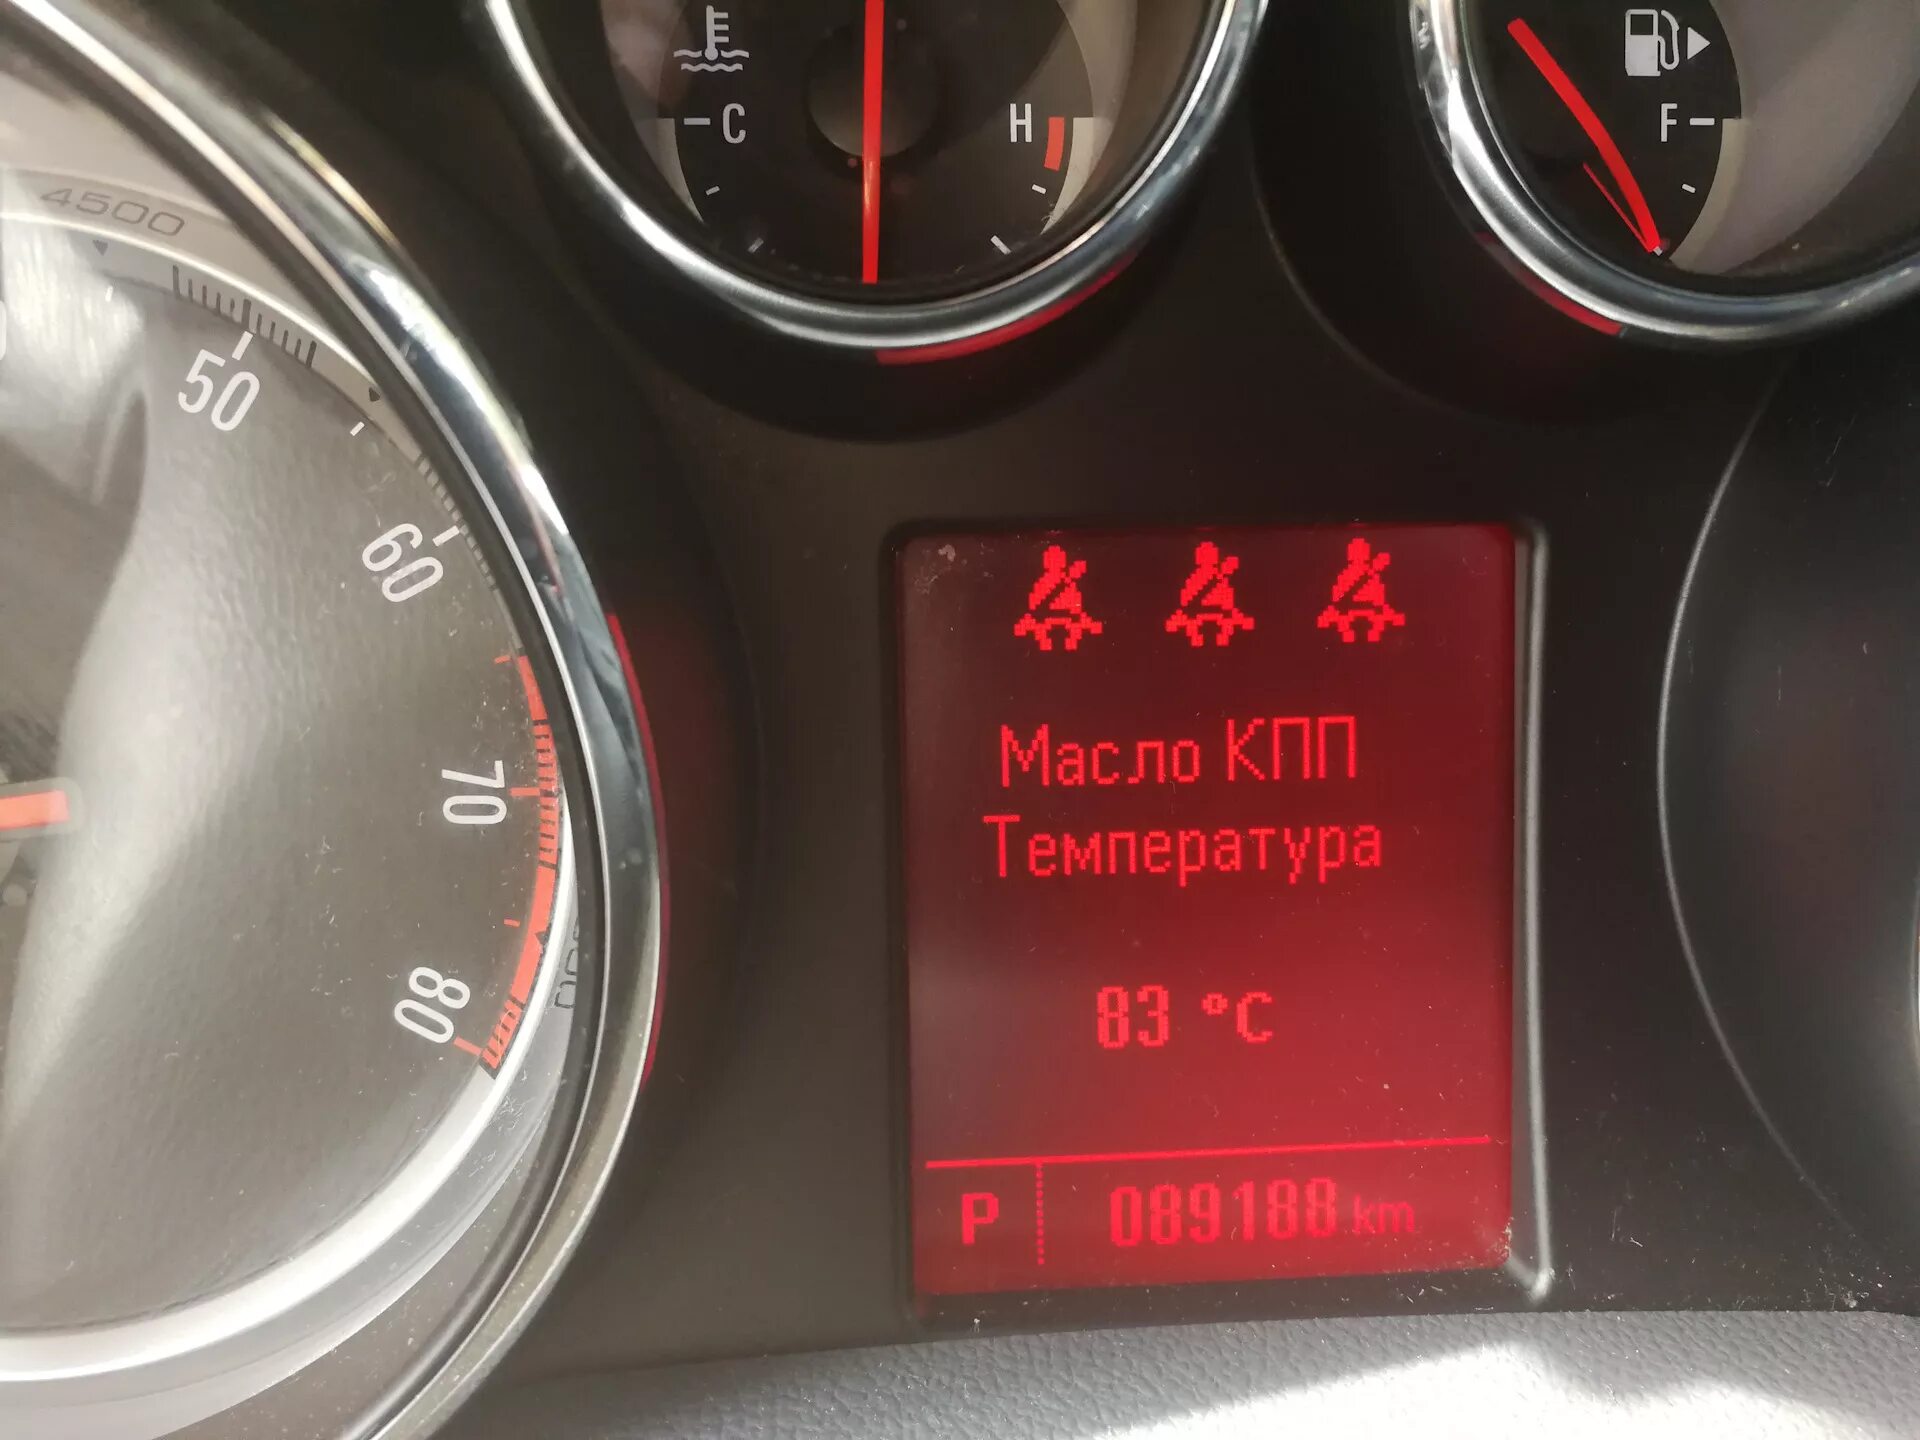 C
H
F
4500
50
60
70
80
Масло КПП
Температура
83 °C
P 089188 km